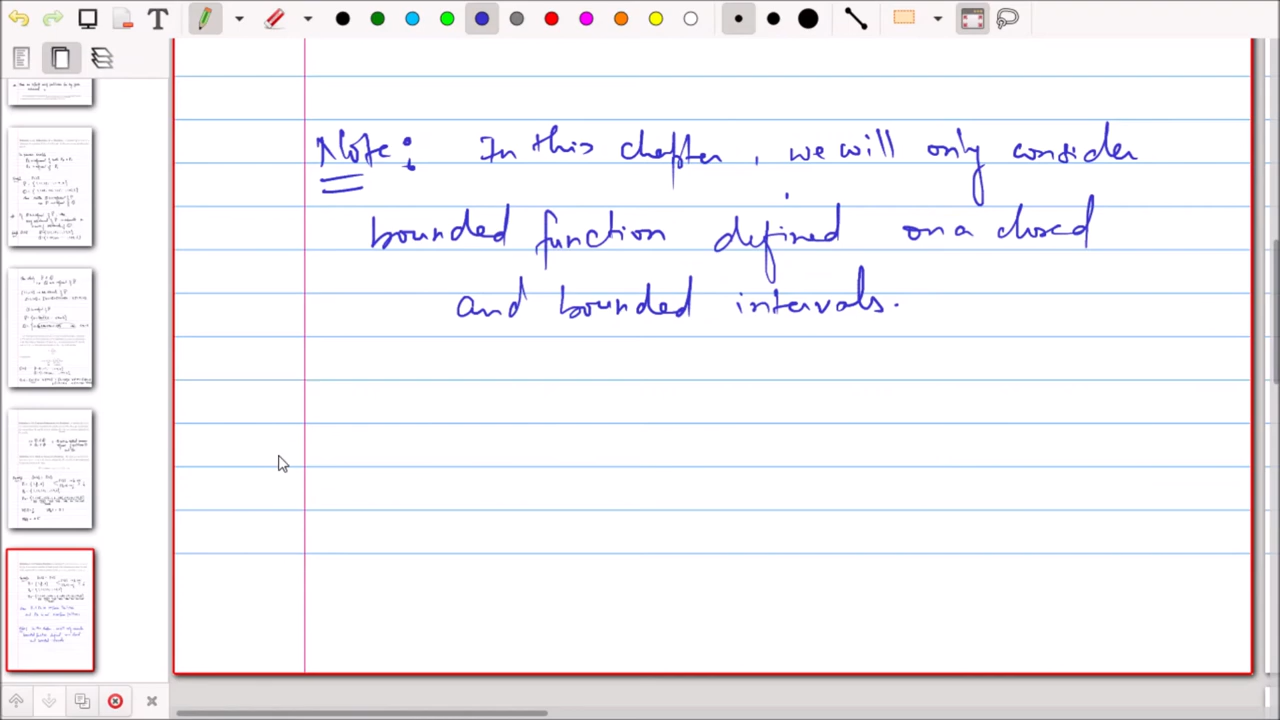 Note: In this chapter, we will only consider
bounded function defined on a closed
and bounded intervals.